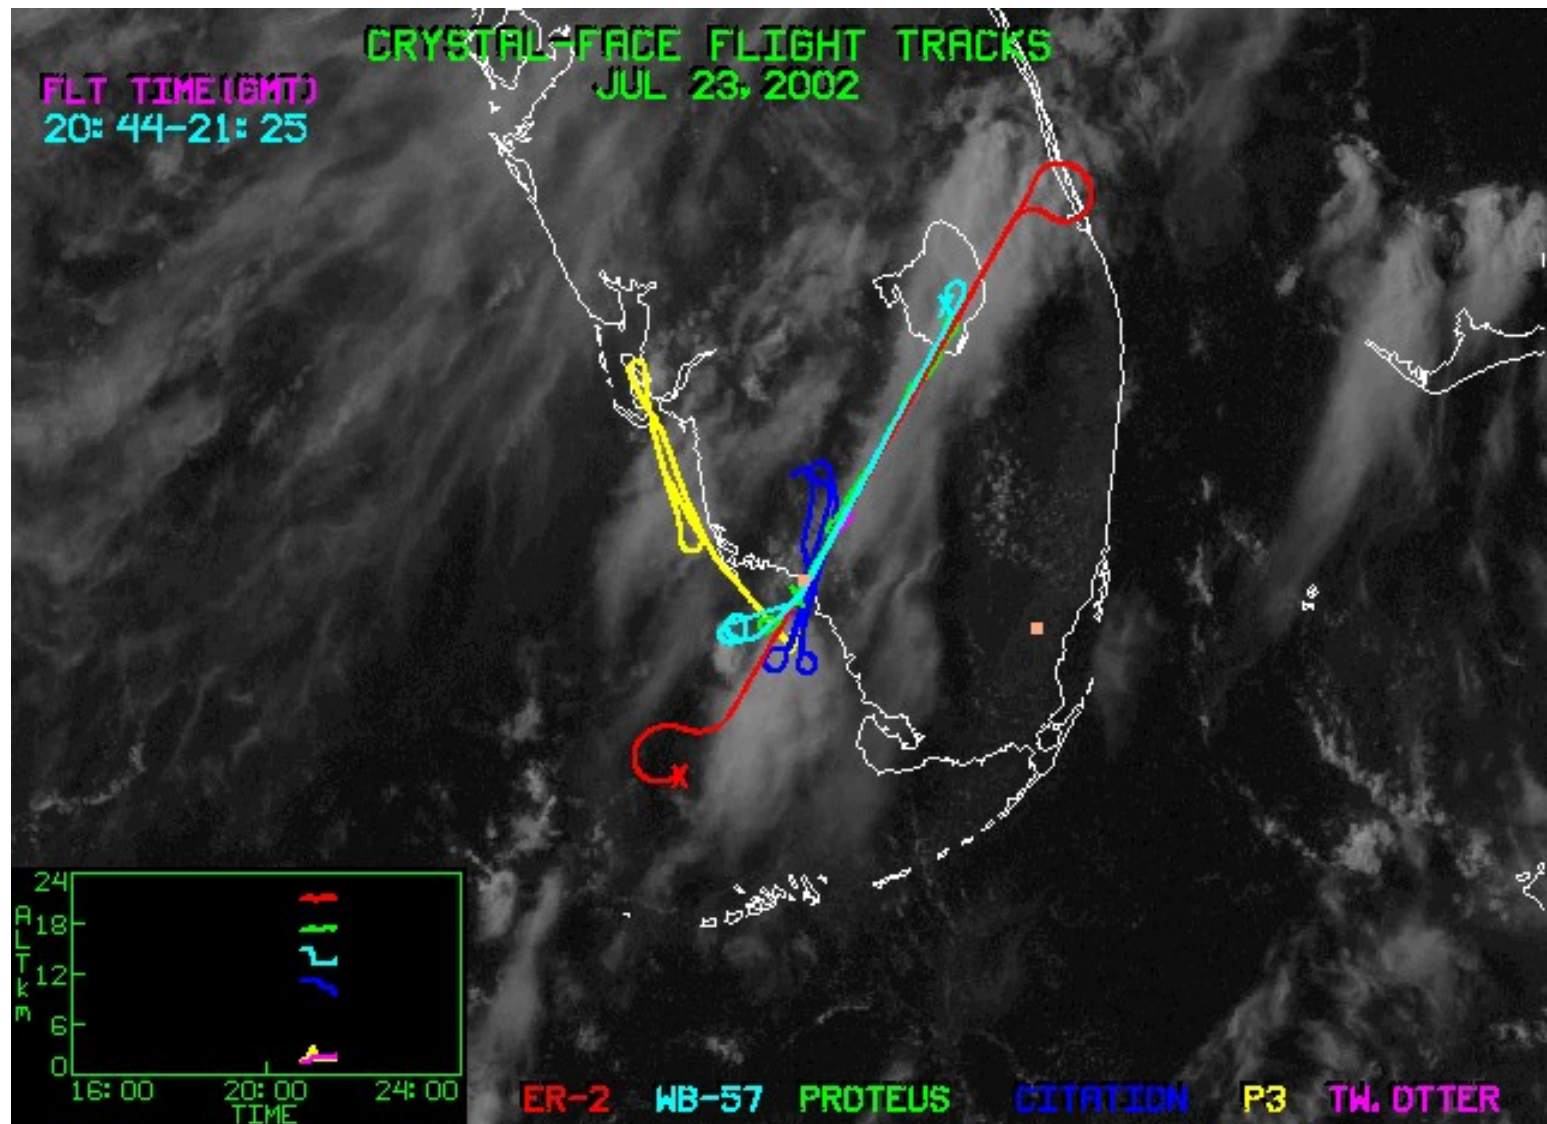 CRYSTAL-FACE FLIGHT TRACKS
JUL 23, 2002
FLT TIME(GMT)
20:44-21:25
24
18
12
6
0
ALT km
16:00 20:00 24:00
TIME
ER-2 WB-57 PROTEUS CITATION P3 TW. OTTER